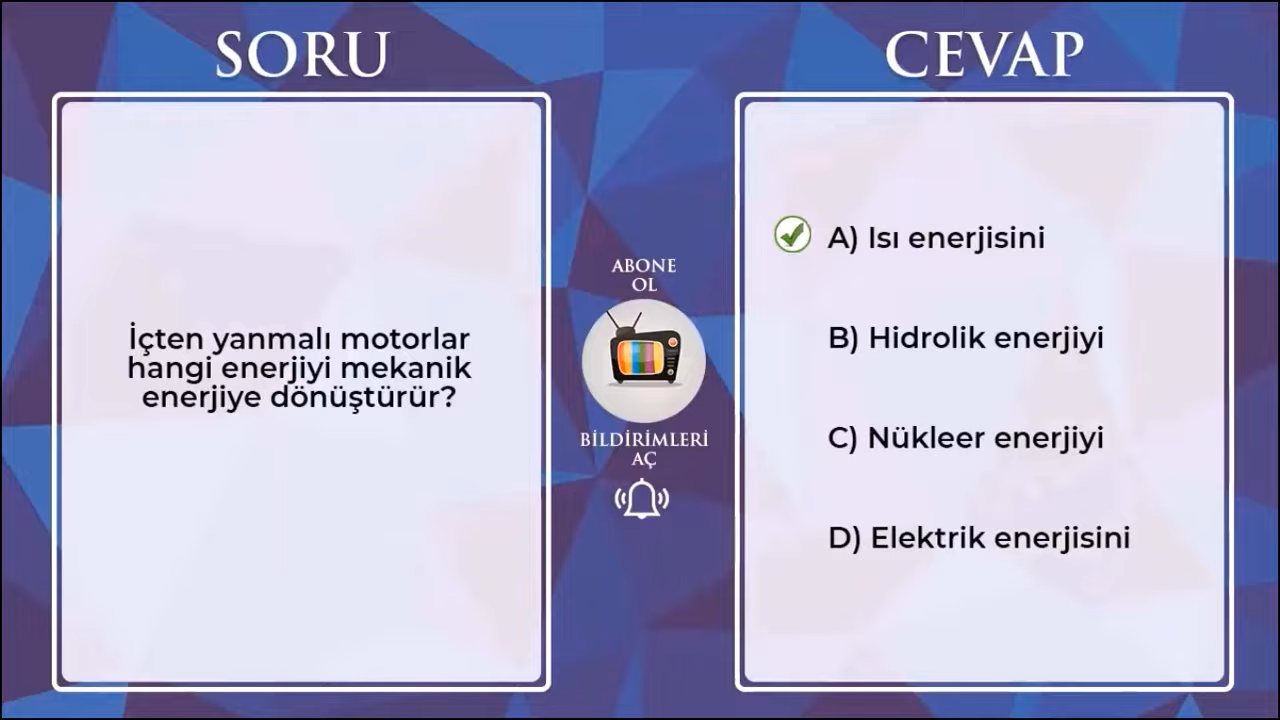 SORU
İçten yanmalı motorlar
hangi enerjiyi mekanik
enerjiye dönüştürür?
ABONE
OL
BİLDİRİMLERİ
AÇ
CEVAP
A) Isı enerjisini
B) Hidrolik enerjiyi
C) Nükleer enerjiyi
D) Elektrik enerjisini